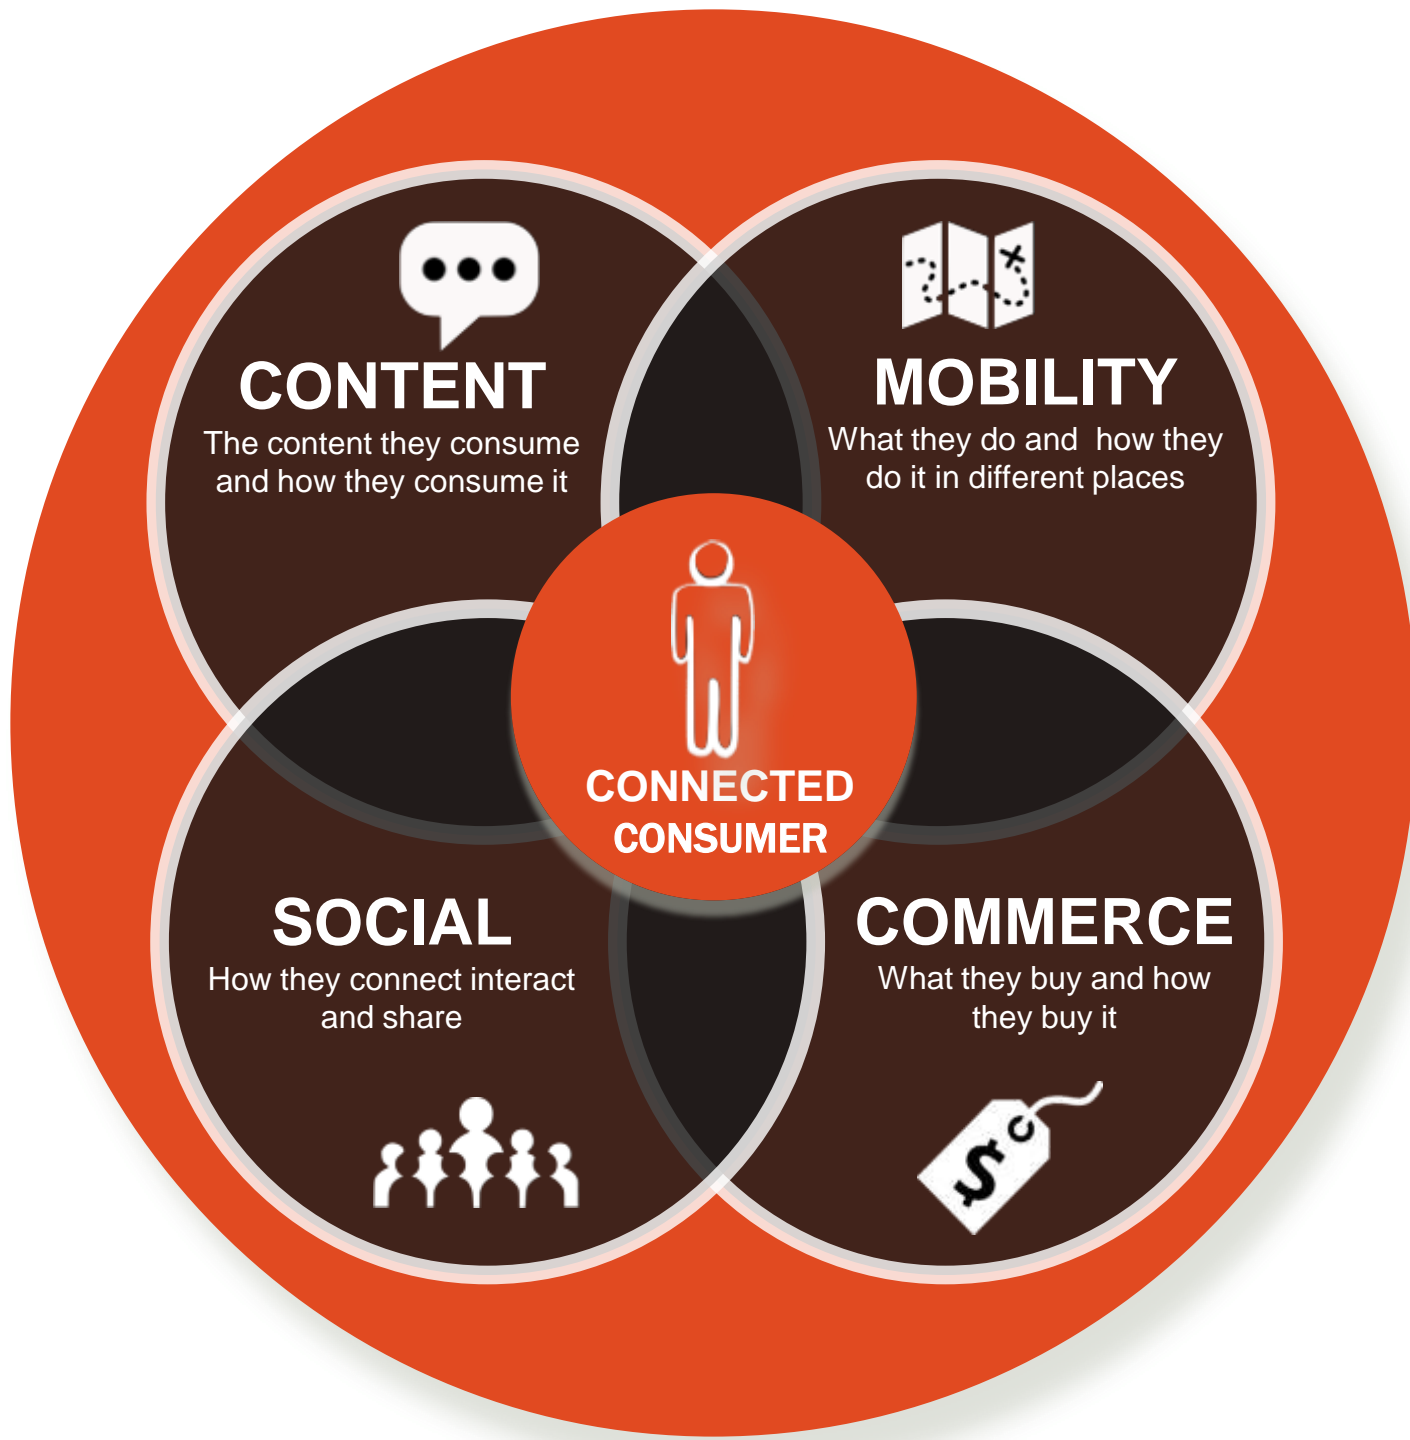 CONTENT
The content they consume
and how they consume it
MOBILITY
What they do and  how they
do it in different places
CONNECTED
CONSUMER
SOCIAL
How they connect interact
and share
COMMERCE
What they buy and how
they buy it
$